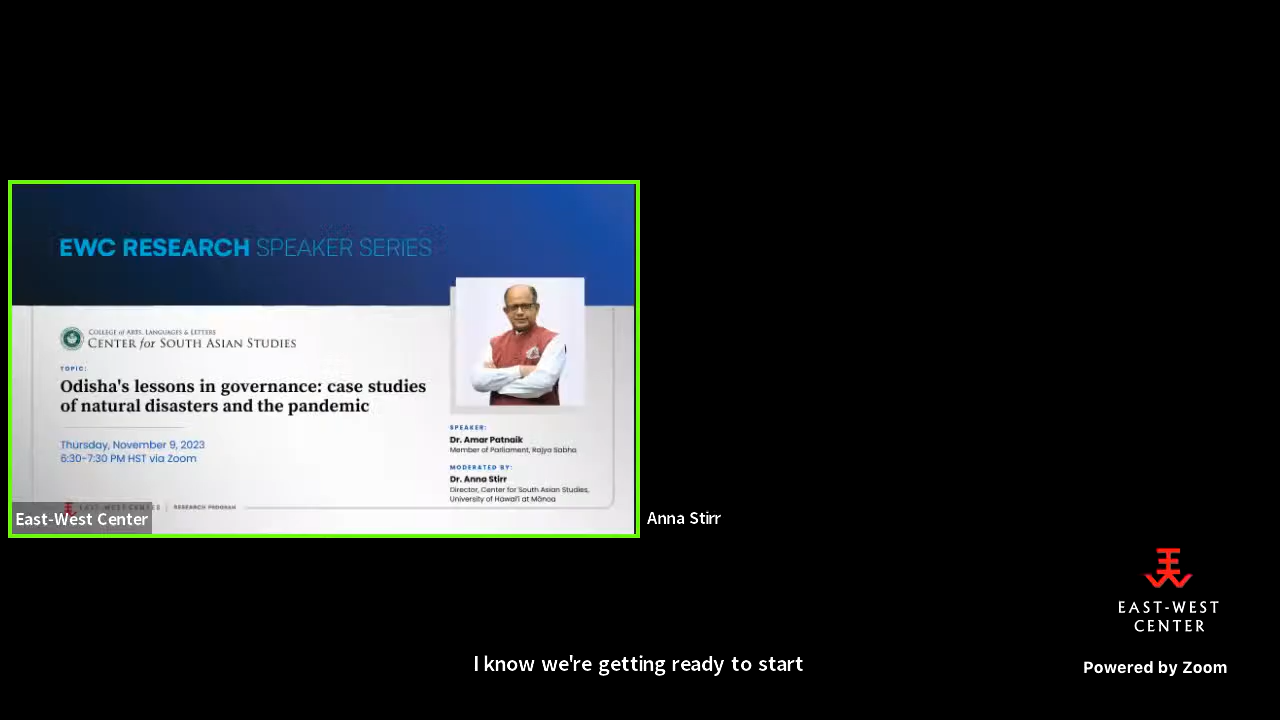 EWC RESEARCH SPEAKER SERIES
COLLEGE of ARTS, LANGUAGES & LETTERS
CENTER for SOUTH ASIAN STUDIES
TOPIC:
Odisha's lessons in governance: case studies
of natural disasters and the pandemic
Thursday, November 9, 2023
6:30-7:30 PM HST via Zoom
SPEAKER:
Dr. Amar Patnaik
Member of Parliament, Rajya Sabha
MODERATED BY:
Dr. Anna Stirr
Director, Center for South Asian Studies,
University of Hawai'i at Mānoa
EAST-WEST CENTER | RESEARCH PROGRAM
East-West Center
Anna Stirr
EAST-WEST
CENTER
Powered by Zoom
I know we're getting ready to start